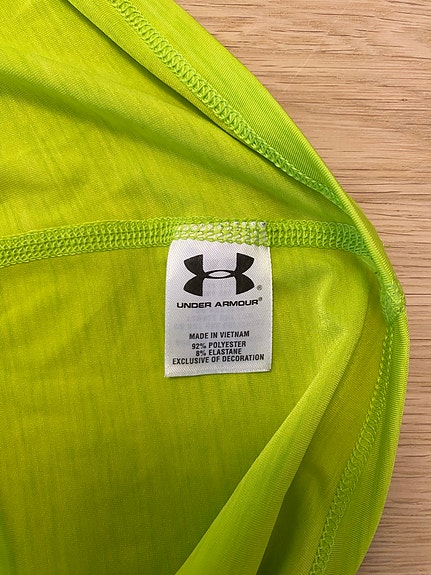 UNDER ARMOUR®
MADE IN VIETNAM
92% POLYESTER
8% ELASTANE
EXCLUSIVE OF DECORATION